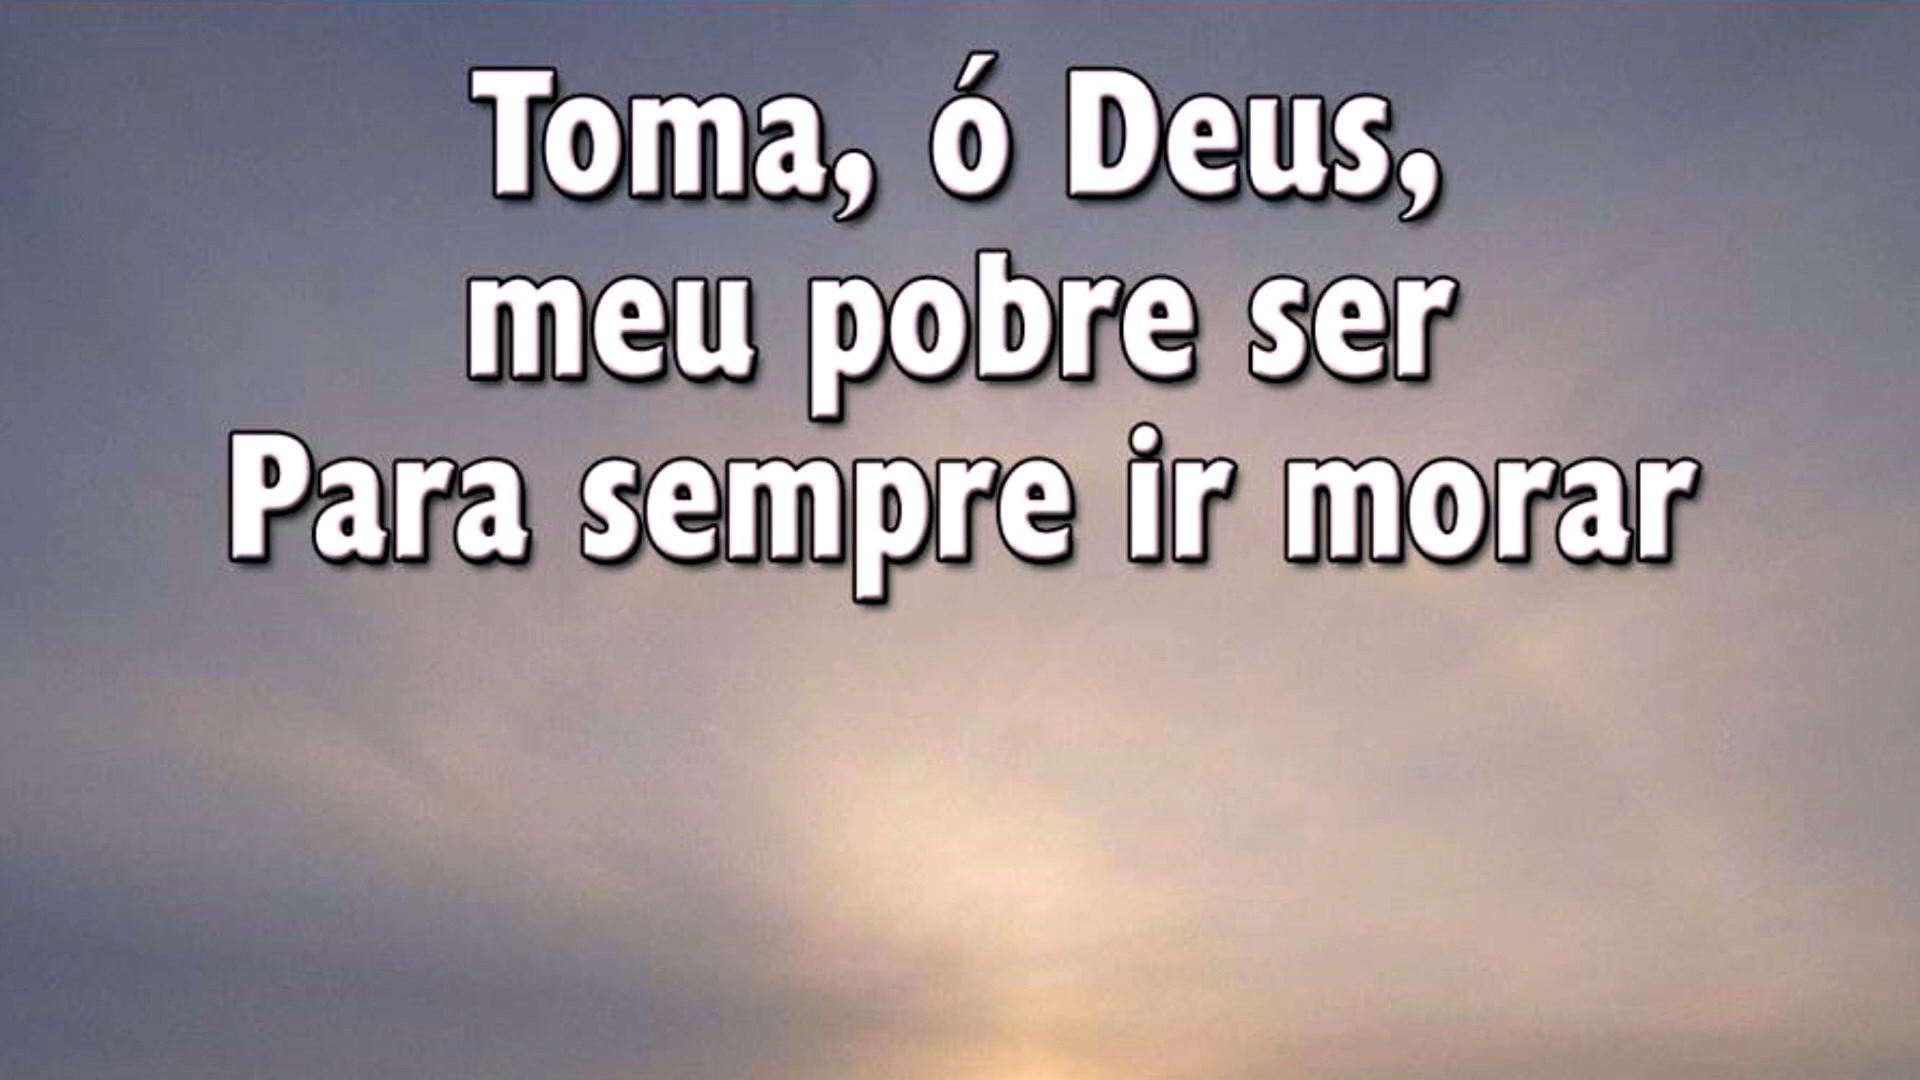 Toma, ó Deus,
meu pobre ser
Para sempre ir morar